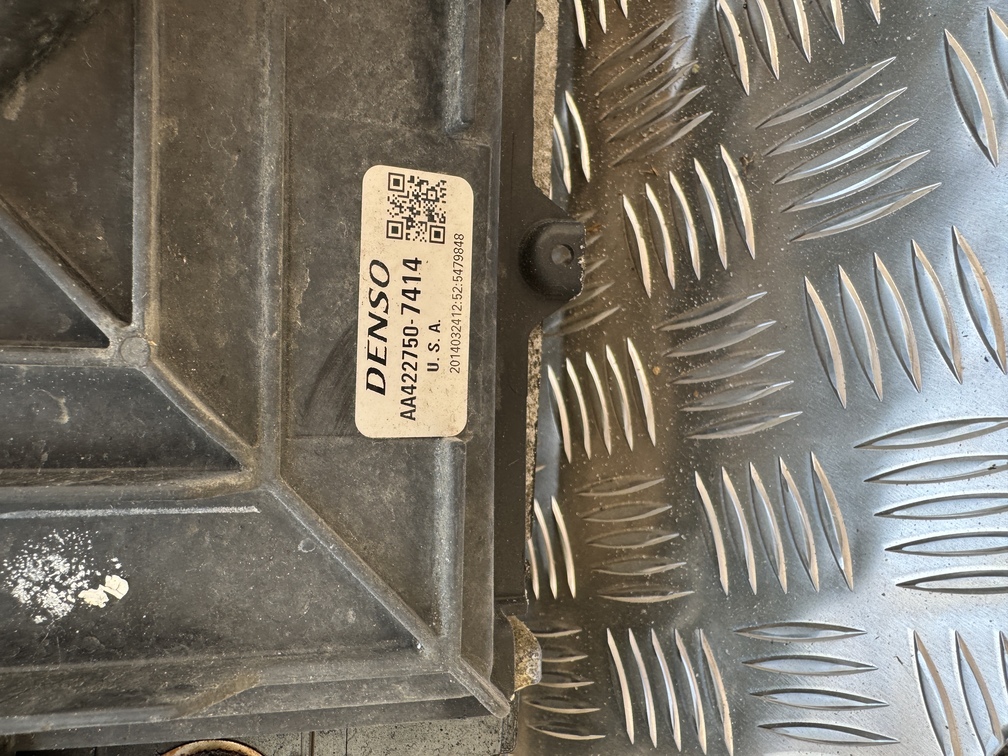 DENSO
AA422750-7414
U. S. A.
2014032412:52:5479848